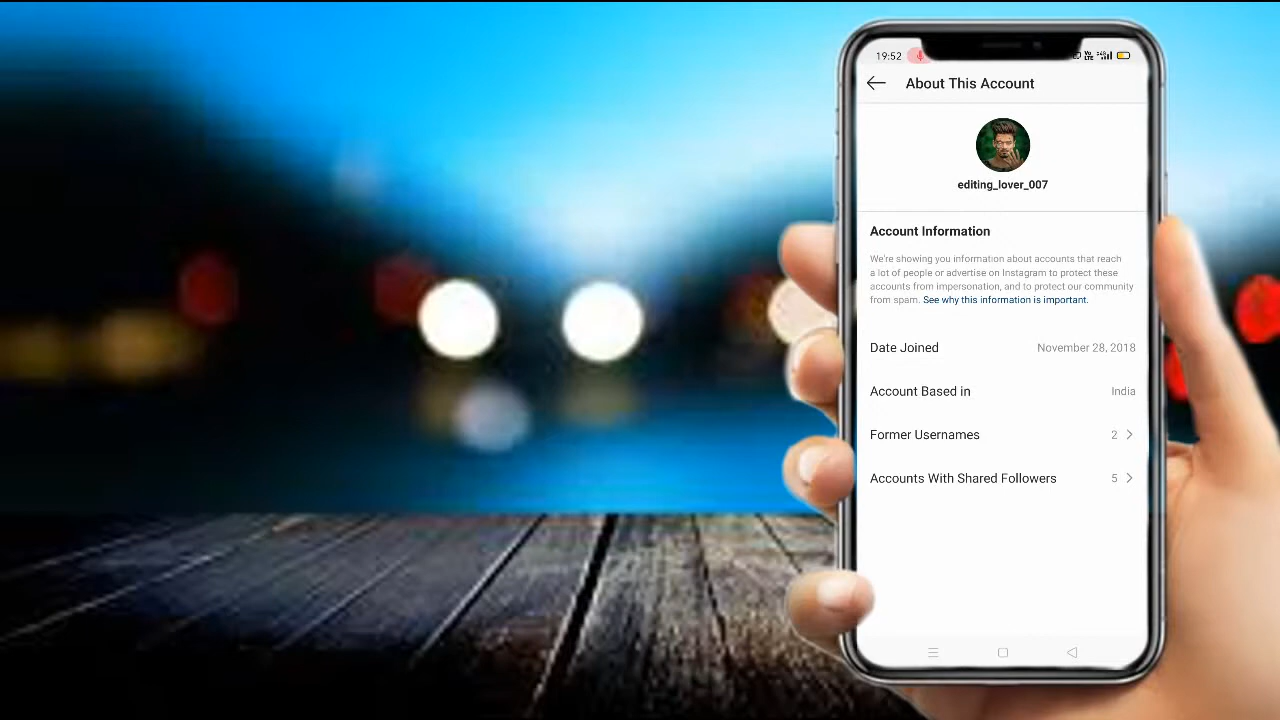 19:52
About This Account
editing_lover_007
Account Information
We're showing you information about accounts that reach
a lot of people or advertise on Instagram to protect these
accounts from impersonation, and to protect our community
from spam. See why this information is important.
Date Joined November 28, 2018
Account Based in India
Former Usernames 2
Accounts With Shared Followers 5